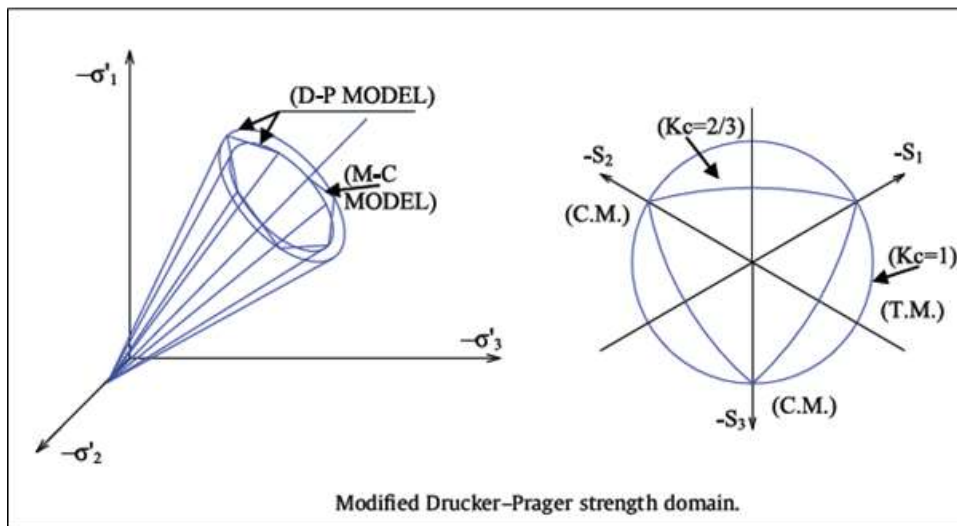 −σ'₁
(D-P MODEL)
(M-C
MODEL)
−σ'₃
−σ'₂
(Kc=2/3)
-S₂
-S₁
(C.M.)
(Kc=1)
(T.M.)
-S₃
(C.M.)
Modified Drucker–Prager strength domain.